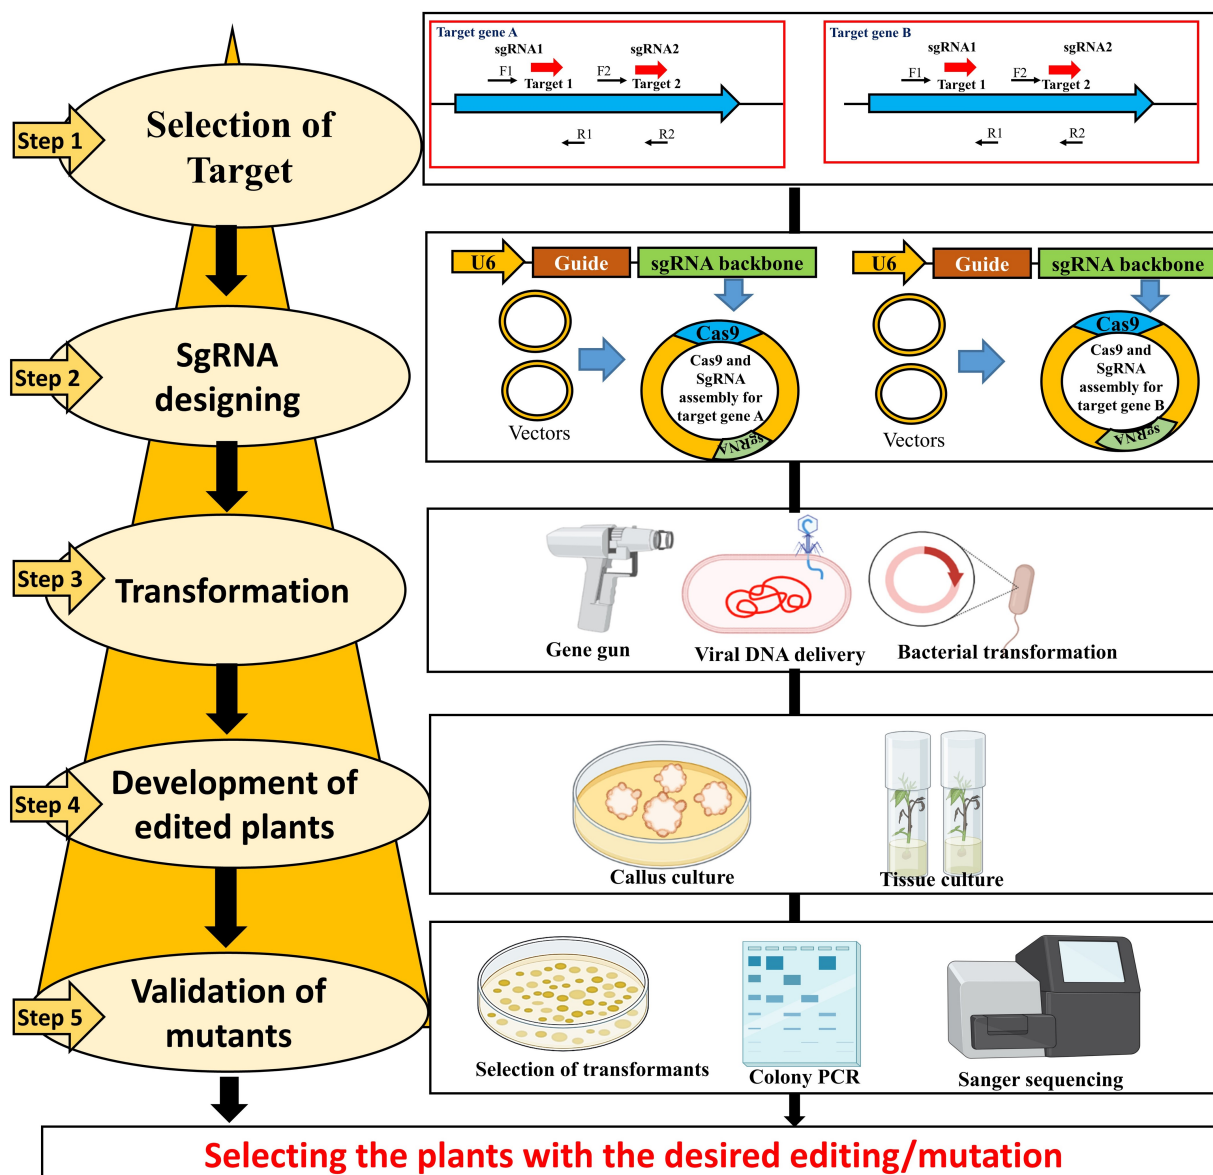 Step 1
Selection of
Target
Target gene A
sgRNA1
sgRNA2
F1
F2
Target 1
Target 2
R1
R2
Target gene B
sgRNA1
sgRNA2
F1
F2
Target 1
Target 2
R1
R2
Step 2
SgRNA
designing
U6
Guide
sgRNA backbone
Vectors
Cas9
Cas9 and
SgRNA
assembly for
target gene A
sgRNA
U6
Guide
sgRNA backbone
Vectors
Cas9
Cas9 and
SgRNA
assembly for
target gene B
sgRNA
Step 3
Transformation
Gene gun
Viral DNA delivery
Bacterial transformation
Step 4
Development of
edited plants
Callus culture
Tissue culture
Step 5
Validation of
mutants
Selection of transformants
Colony PCR
Sanger sequencing
Selecting the plants with the desired editing/mutation